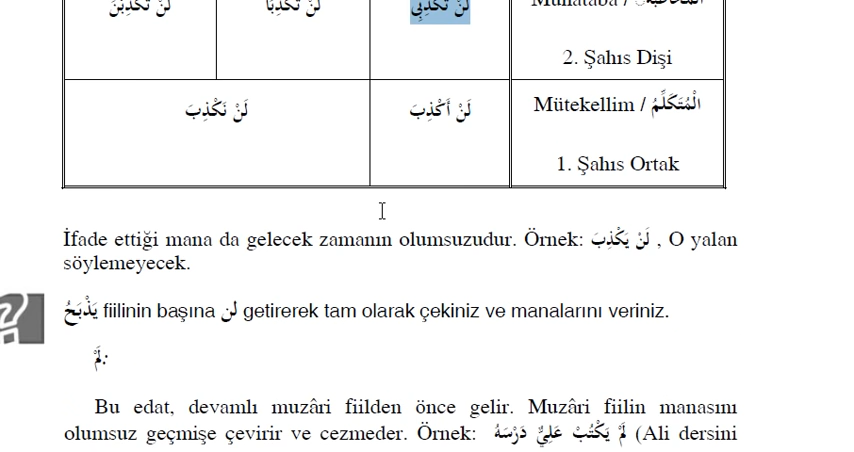 لَنْ تَكْذِبْنَ لَنْ تَكْذِبَا لَنْ تَكْذِبِي
2. Şahıs Dişi
لَنْ نَكْذِبَ لَنْ أَكْذِبَ Mütekellim / الْمُتَكَلِّمُ
1. Şahıs Ortak
İfade ettiği mana da gelecek zamanın olumsuzudur. Örnek: لَنْ يَكْذِبَ , O yalan
söylemeyecek.
يَذْبَحُ fiilinin başına لن getirerek tam olarak çekiniz ve manalarını veriniz.
لَمْ:
Bu edat, devamlı muzâri fiilden önce gelir. Muzâri fiilin manasını
olumsuz geçmişe çevirir ve cezmeder. Örnek: لَمْ يَكْتُبْ عَلِيٌّ دَرْسَهُ (Ali dersini